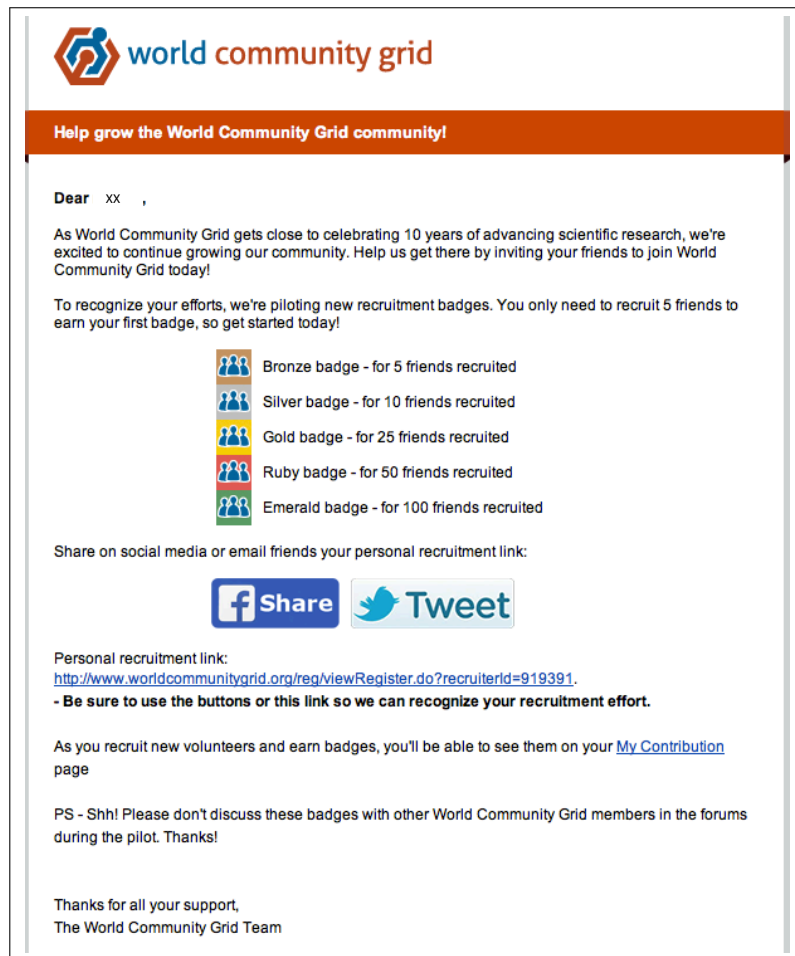 world community grid
Help grow the World Community Grid community!
Dear xx ,
As World Community Grid gets close to celebrating 10 years of advancing scientific research, we're
excited to continue growing our community. Help us get there by inviting your friends to join World
Community Grid today!
To recognize your efforts, we're piloting new recruitment badges. You only need to recruit 5 friends to
earn your first badge, so get started today!
Bronze badge - for 5 friends recruited
Silver badge - for 10 friends recruited
Gold badge - for 25 friends recruited
Ruby badge - for 50 friends recruited
Emerald badge - for 100 friends recruited
Share on social media or email friends your personal recruitment link:
f Share Tweet
Personal recruitment link:
http://www.worldcommunitygrid.org/reg/viewRegister.do?recruiterId=919391.
- Be sure to use the buttons or this link so we can recognize your recruitment effort.
As you recruit new volunteers and earn badges, you'll be able to see them on your My Contribution
page
PS - Shh! Please don't discuss these badges with other World Community Grid members in the forums
during the pilot. Thanks!
Thanks for all your support,
The World Community Grid Team